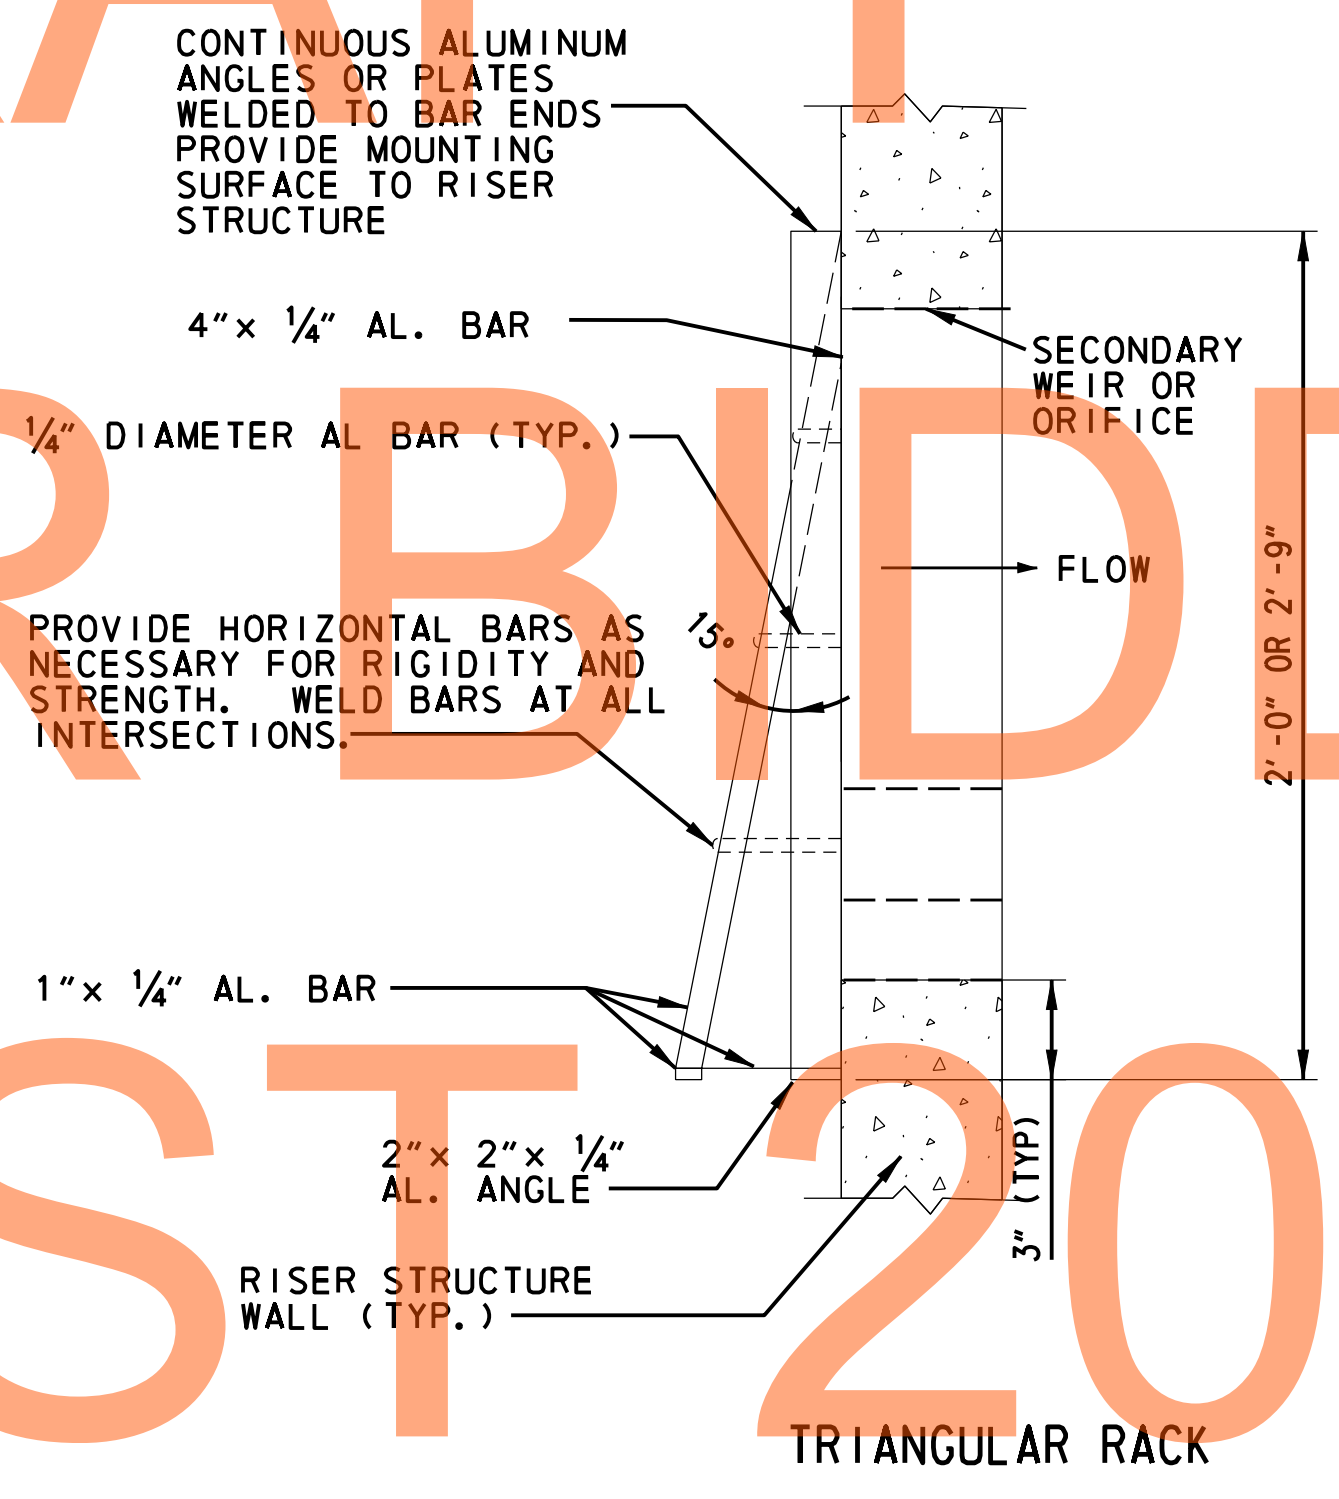 CONTINUOUS ALUMINUM
ANGLES OR PLATES
WELDED TO BAR ENDS
PROVIDE MOUNTING
SURFACE TO RISER
STRUCTURE
4"x ¼" AL. BAR
SECONDARY
WEIR OR
ORIFICE
¼" DIAMETER AL BAR (TYP.)
FLOW
2'-0" OR 2'-9"
PROVIDE HORIZONTAL BARS AS
NECESSARY FOR RIGIDITY AND
STRENGTH. WELD BARS AT ALL
INTERSECTIONS.
15°
R BID
1"x ¼" AL. BAR
2"x 2"x ¼"
AL. ANGLE
3" (TYP)
RISER STRUCTURE
WALL (TYP.)
ST 20
TRIANGULAR RACK